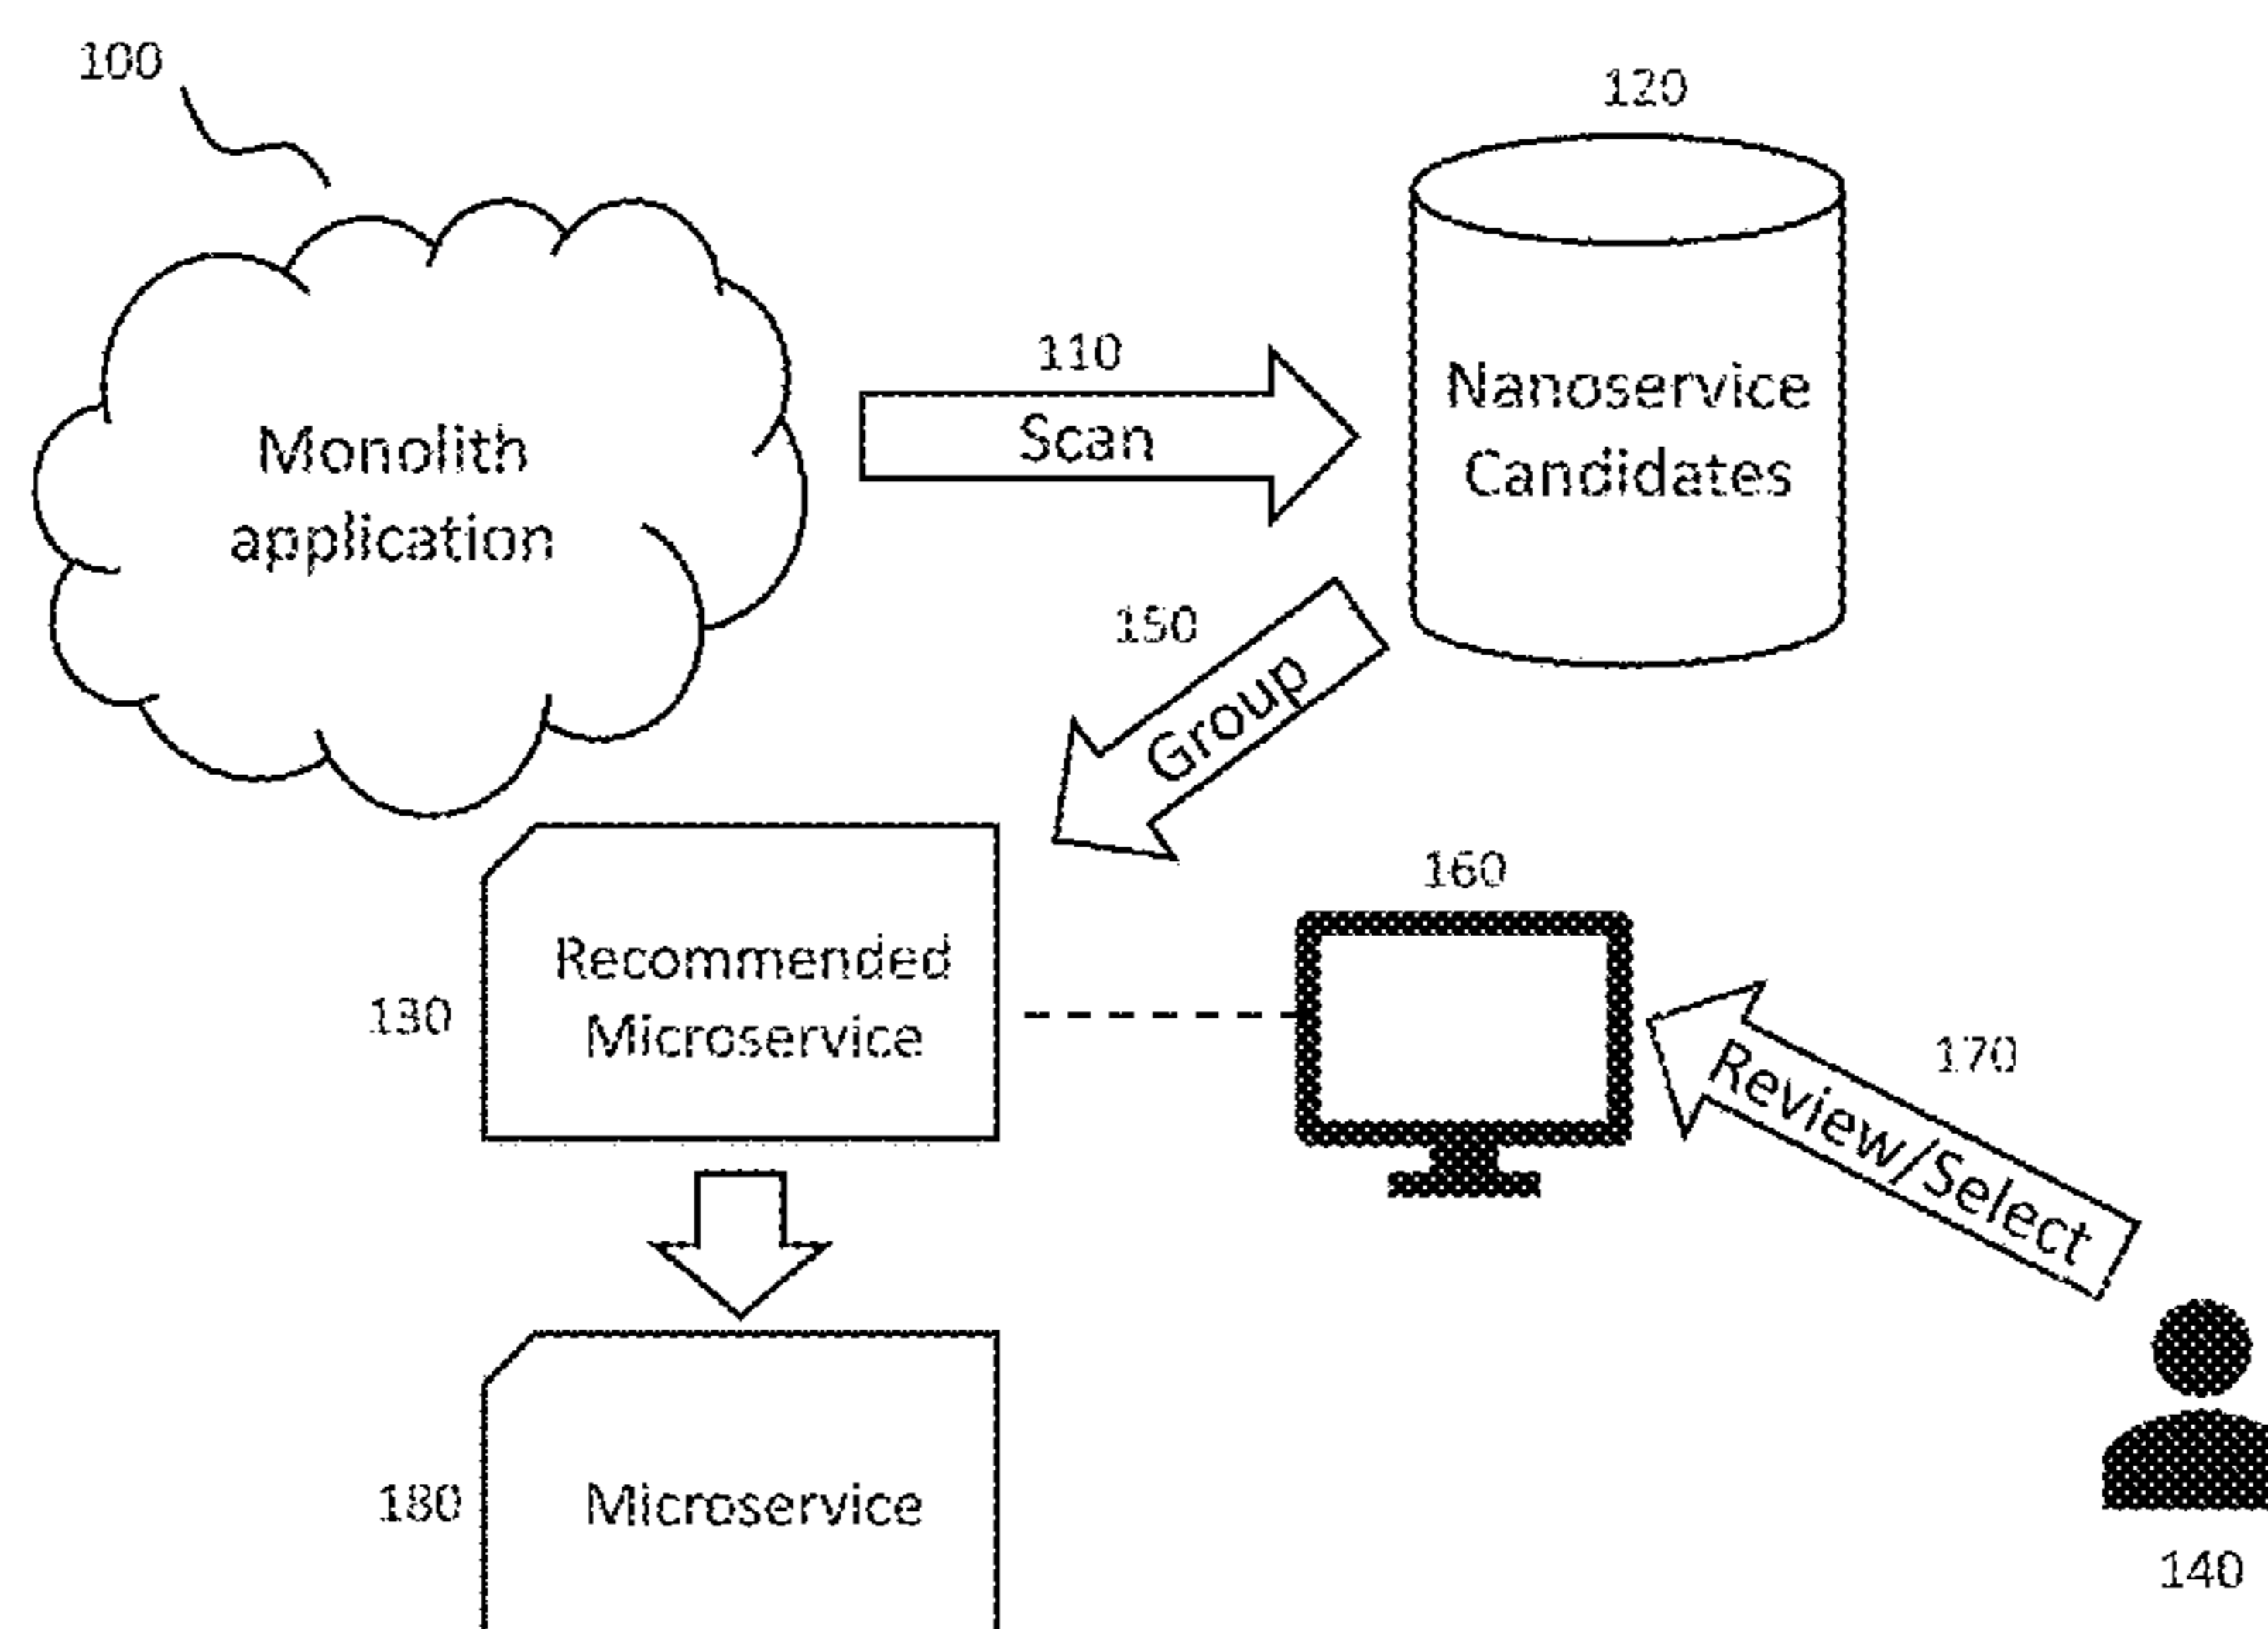 100
120
110
Scan
Monolith
application
Nanoservice
Candidates
150
Group
160
Recommended
Microservice
130
170
Review/Select
180
Microservice
140